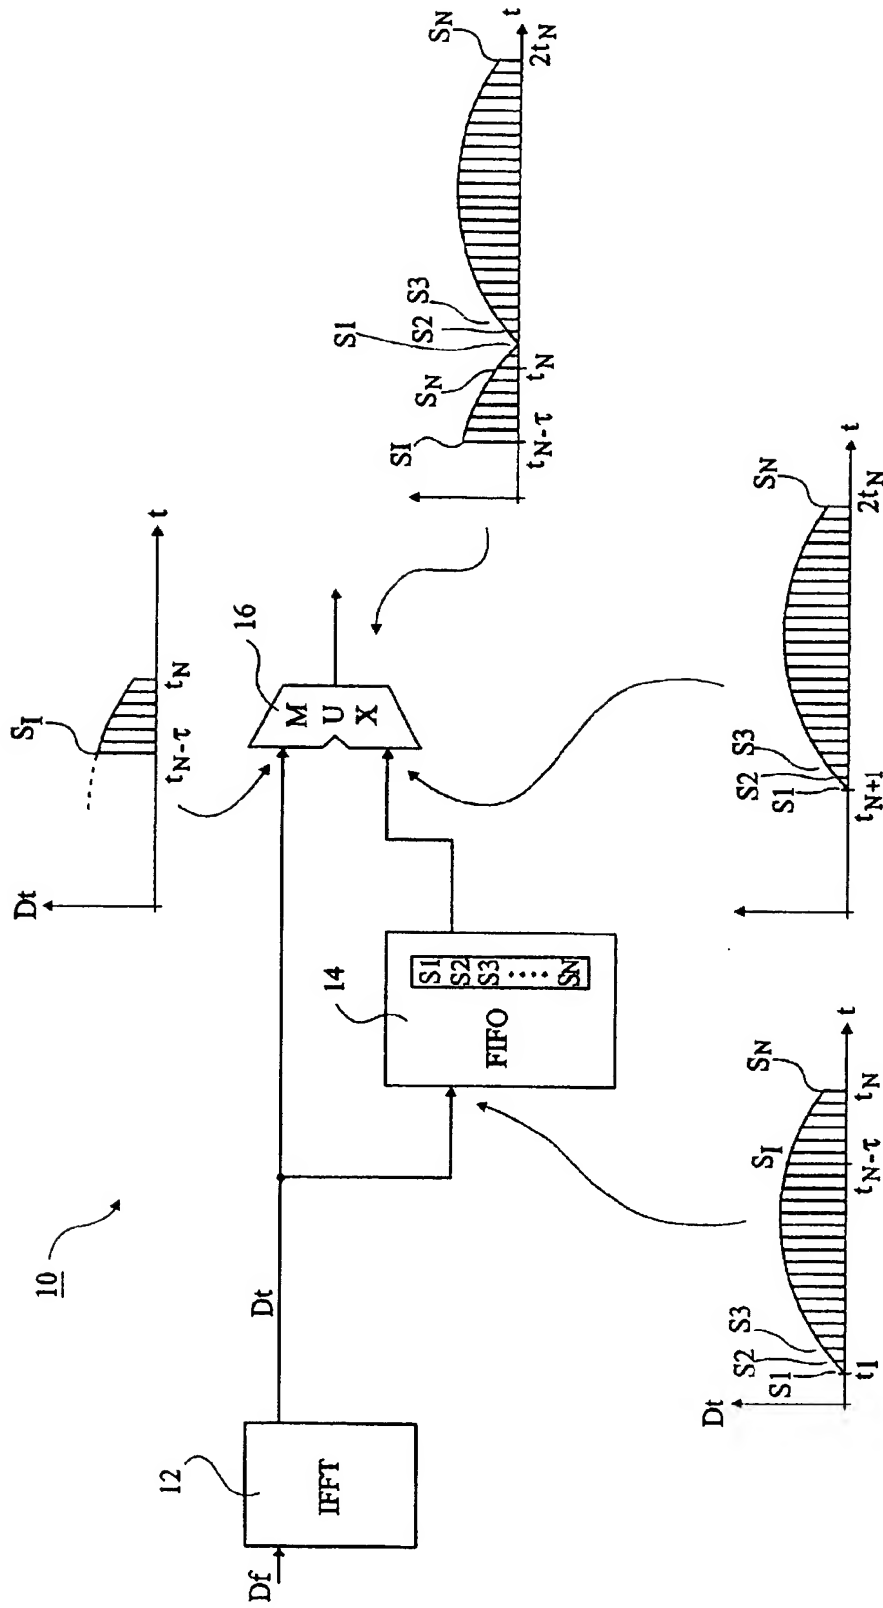 10
Df
12
IFFT
Dt
14
FIFO
S1
S2
S3
.....
SN
16
M
U
X
Dt
SI
tN-τ
tN
t
SI
SN
S1
S2
S3
SN
tN-τ
tN
2tN
t
Dt
S1
S2
S3
SI
SN
t1
tN-τ
tN
t
S1
S2
S3
SN
tN+1
2tN
t